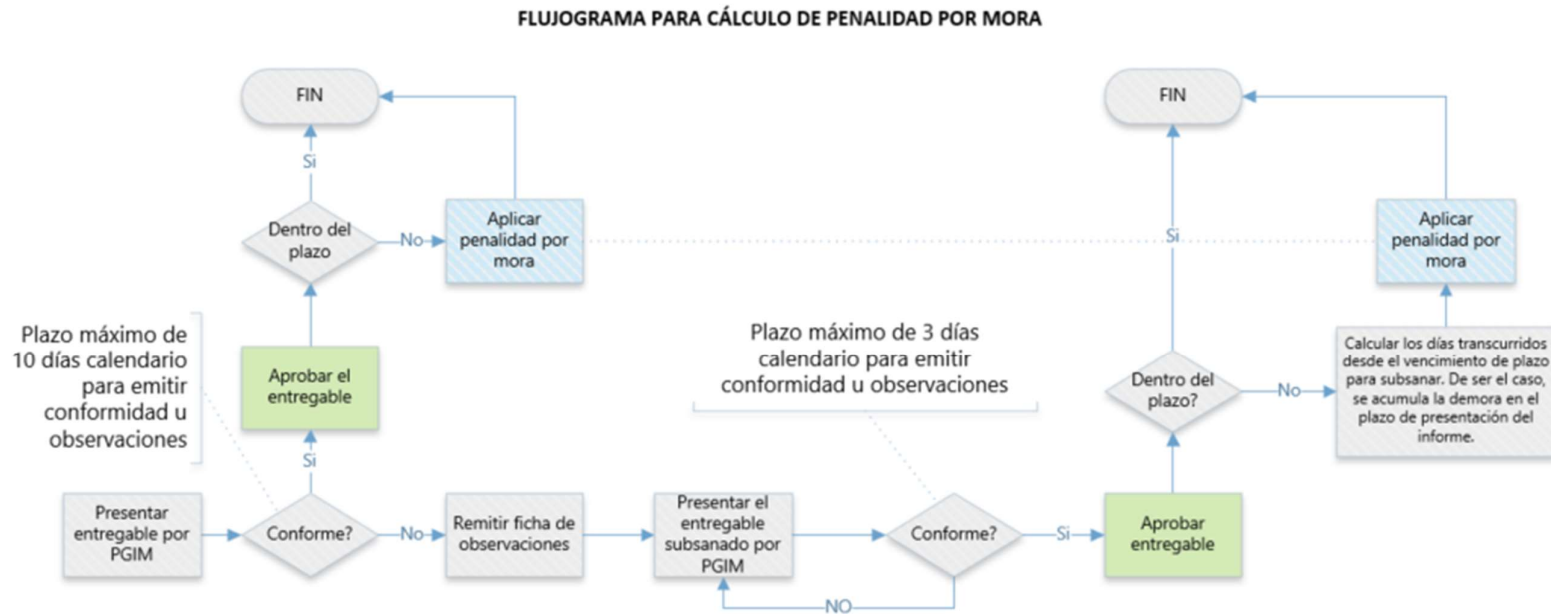 FLUJOGRAMA PARA CÁLCULO DE PENALIDAD POR MORA
FIN
Si
Dentro del
plazo
No
Aplicar
penalidad por
mora
Plazo máximo de
10 días calendario
para emitir
conformidad u
observaciones
Aprobar el
entregable
Si
Presentar
entregable por
PGIM
Conforme?
No
Remitir ficha de
observaciones
Presentar el
entregable
subsanado por
PGIM
Plazo máximo de 3 días
calendario para emitir
conformidad u observaciones
Conforme?
NO
Si
Aprobar
entregable
Dentro del
plazo?
Si
FIN
No
Calcular los días transcurridos
desde el vencimiento de plazo
para subsanar. De ser el caso,
se acumula la demora en el
plazo de presentación del
informe.
Aplicar
penalidad por
mora